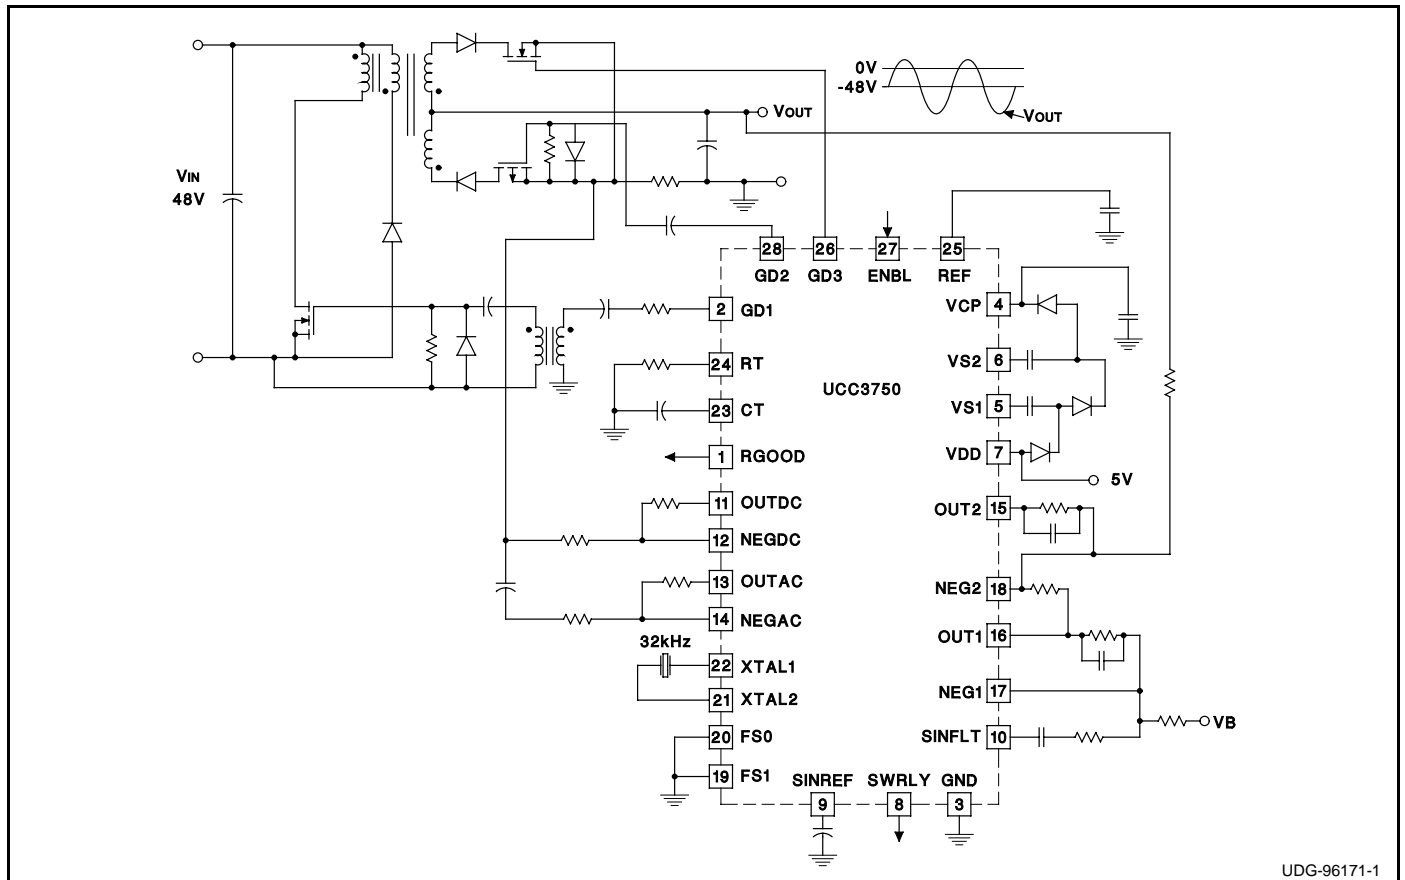 0V
-48V
VOUT
VOUT
VIN
48V
28
26
27
25
GD2
GD3
ENBL
REF
2
GD1
VCP
4
24
RT
VS2
6
UCC3750
23
CT
VS1
5
1
RGOOD
VDD
7
5V
11
OUTDC
OUT2
15
12
NEGDC
13
OUTAC
NEG2
18
14
NEGAC
OUT1
16
32kHz
22
XTAL1
21
XTAL2
NEG1
17
VB
20
FS0
SINFLT
10
19
FS1
SINREF
SWRLY
GND
9
8
3
UDG-96171-1